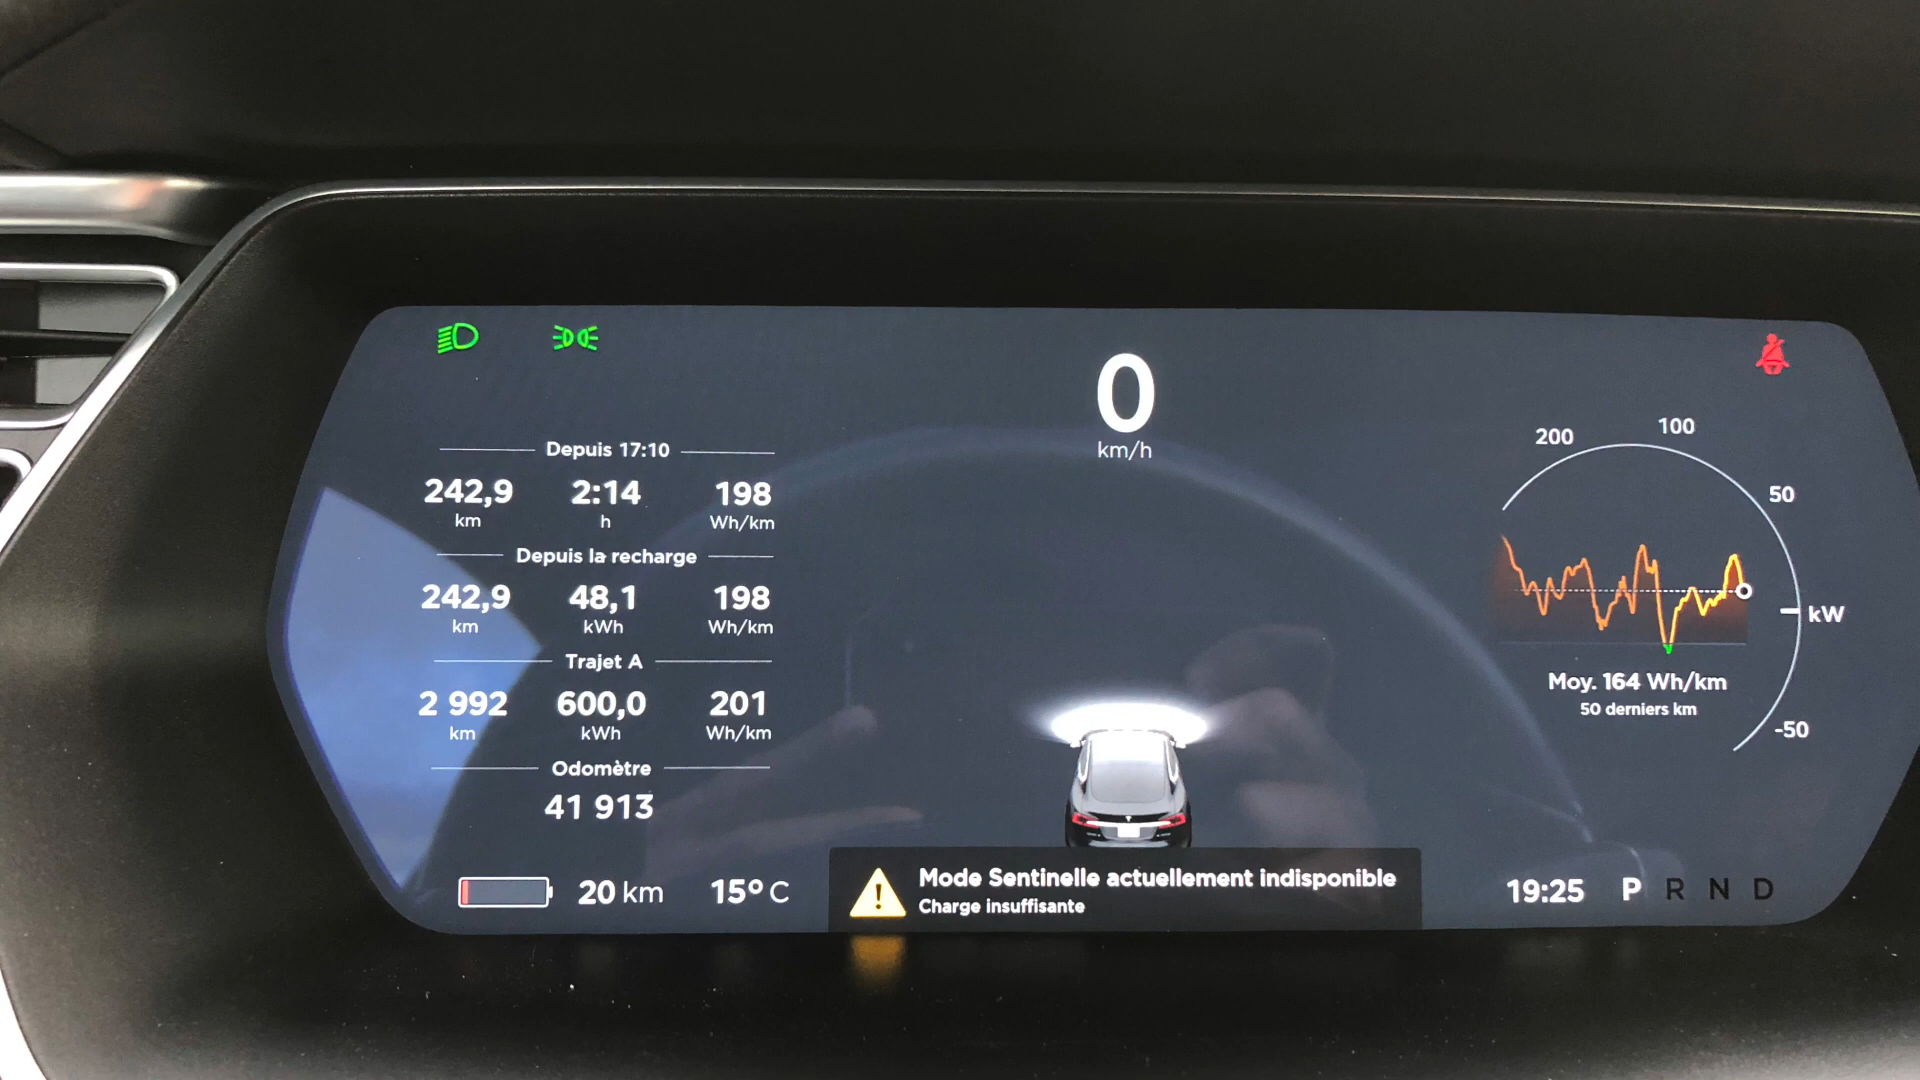 0
km/h
Depuis 17:10
242,9 2:14 198
km h Wh/km
Depuis la recharge
242,9 48,1 198
km kWh Wh/km
Trajet A
2 992 600,0 201
km kWh Wh/km
Odomètre
41 913
200 100
50
kW
-50
Moy. 164 Wh/km
50 derniers km
20 km 15° C
Mode Sentinelle actuellement indisponible
Charge insuffisante
19:25 P R N D